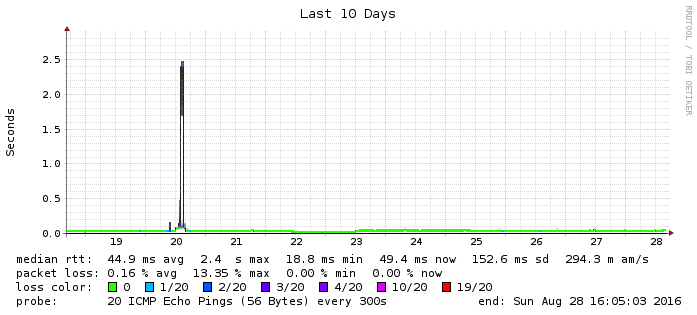 Last 10 Days
RRDTOOL / TOBI OETIKER
Seconds
2.5
2.0
1.5
1.0
0.5
0.0
19 20 21 22 23 24 25 26 27 28
median rtt: 44.9 ms avg 2.4 s max 18.8 ms min 49.4 ms now 152.6 ms sd 294.3 m am/s
packet loss: 0.16 % avg 13.35 % max 0.00 % min 0.00 % now
loss color: 0 1/20 2/20 3/20 4/20 10/20 19/20
probe: 20 ICMP Echo Pings (56 Bytes) every 300s end: Sun Aug 28 16:05:03 2016